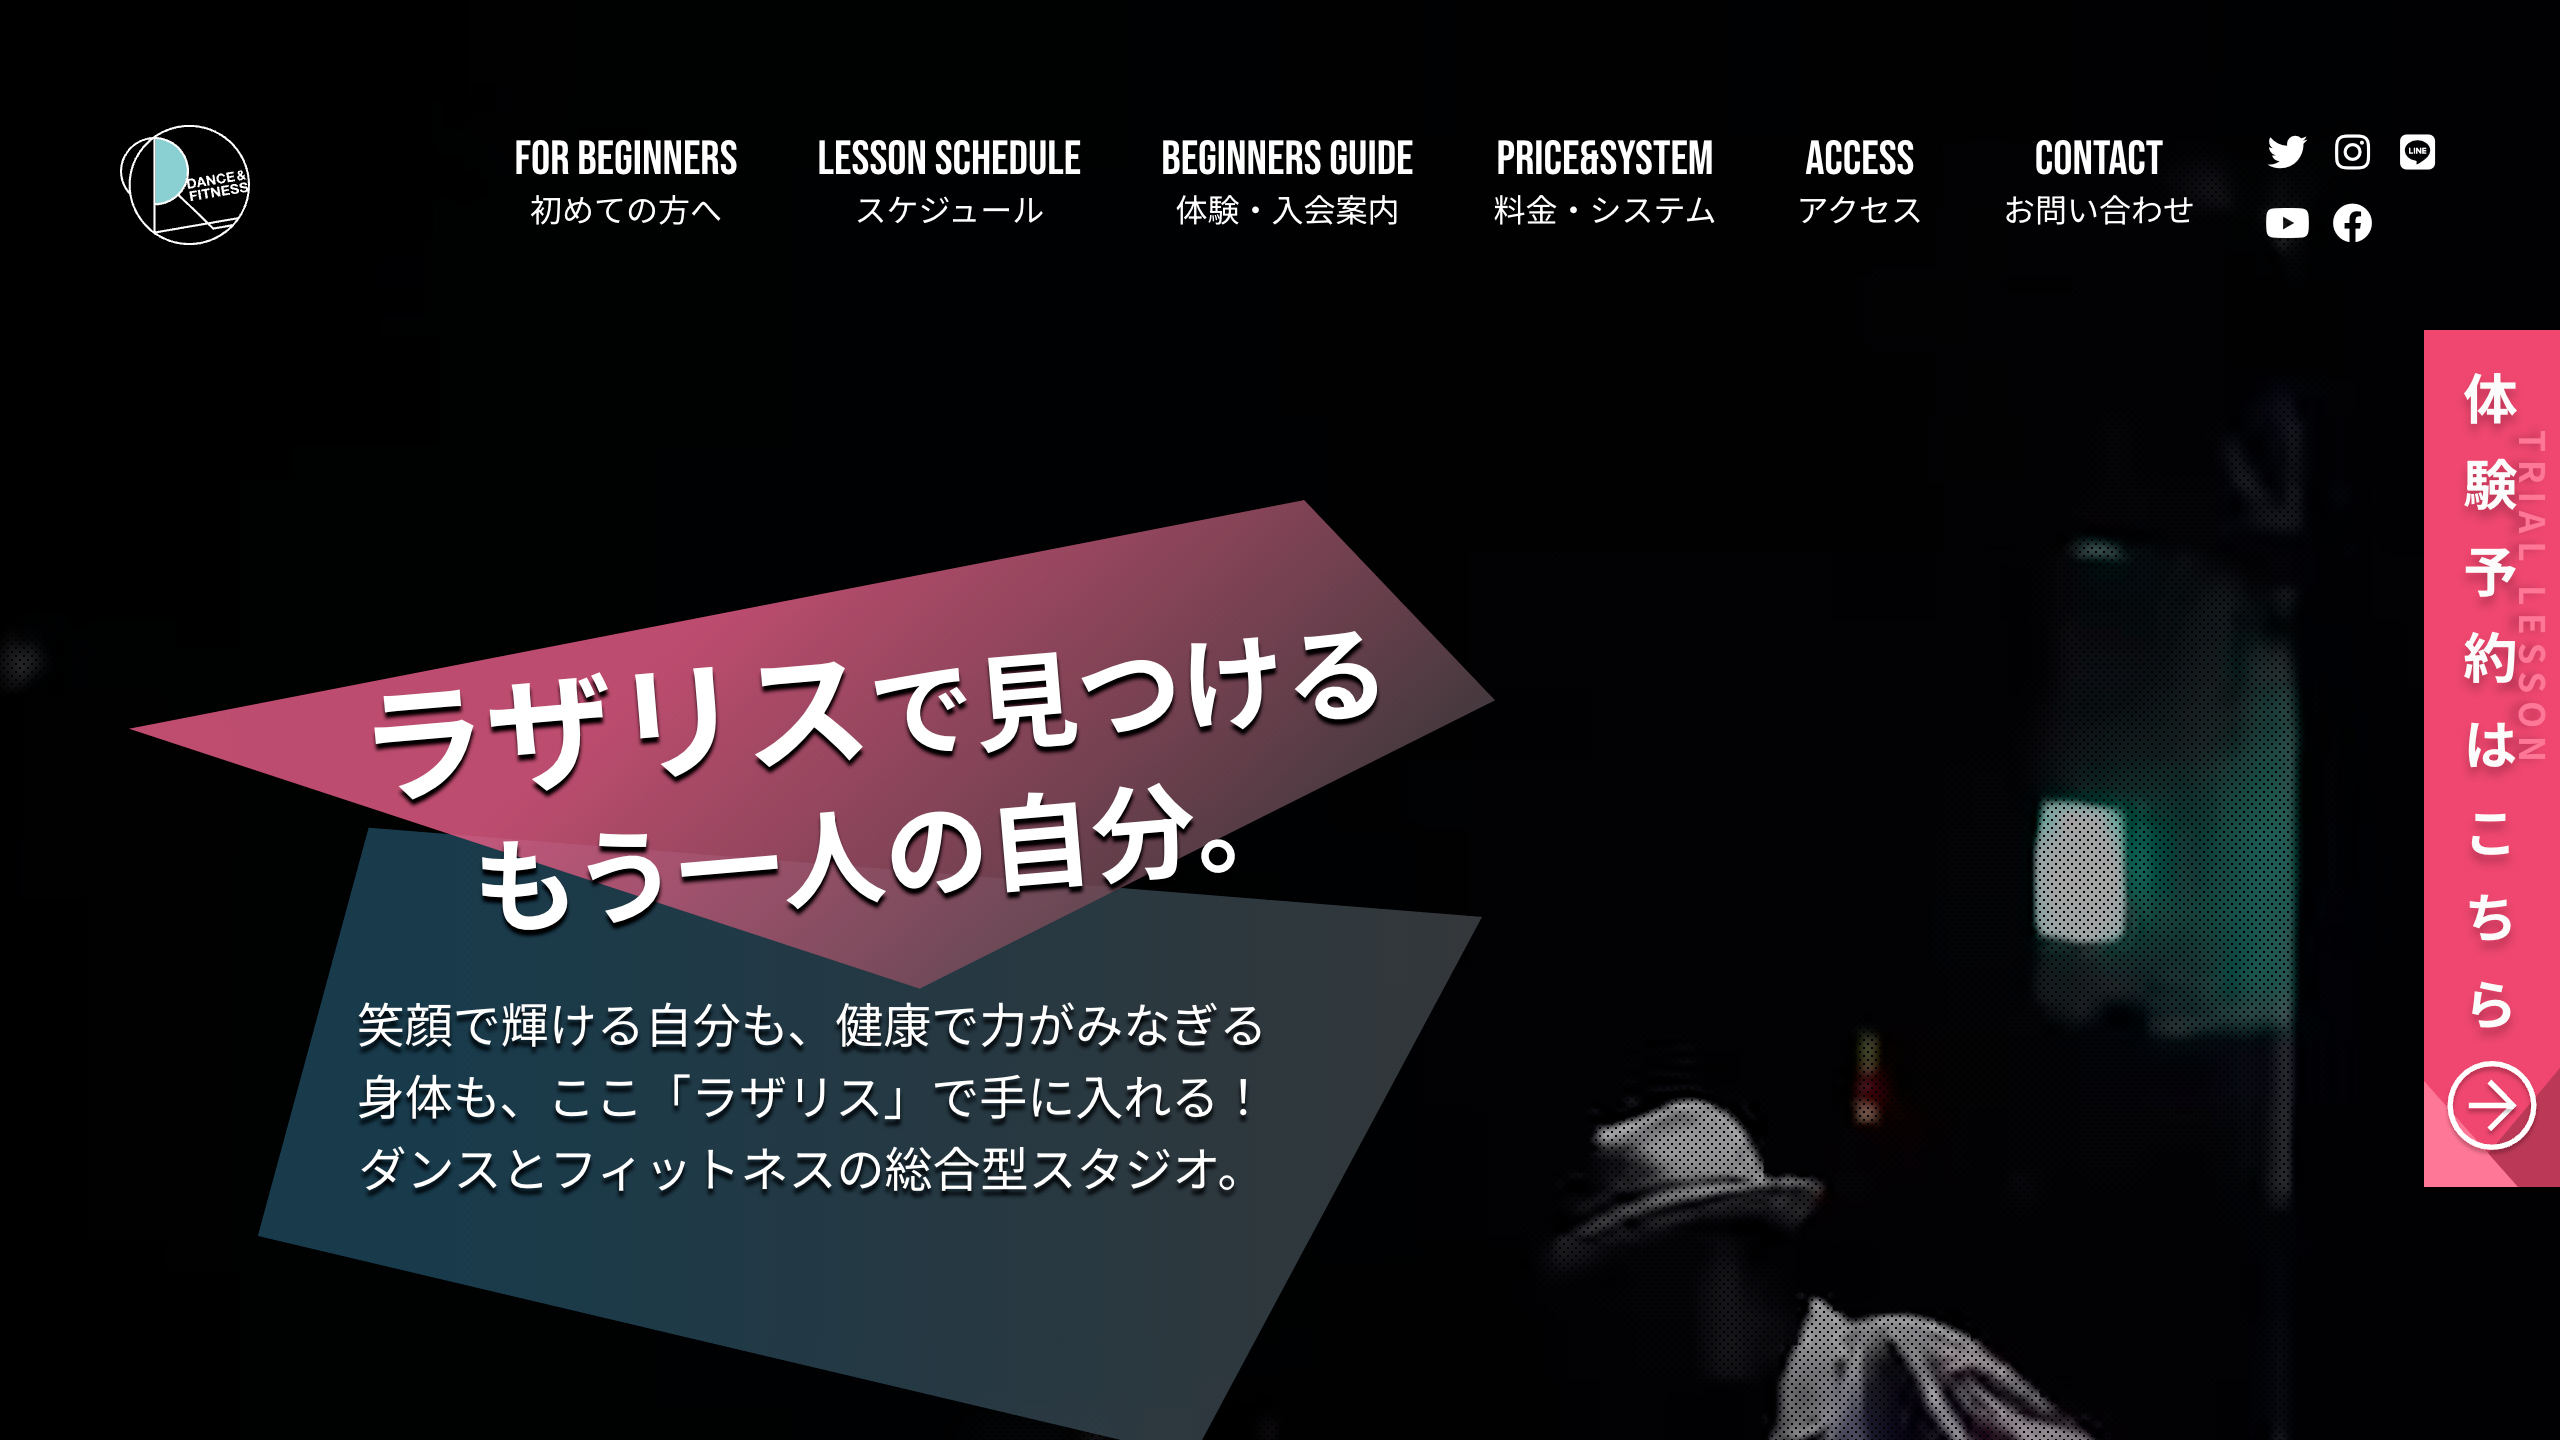 DANCE &
FITNESS
FOR BEGINNERS
初めての方へ
LESSON SCHEDULE
スケジュール
BEGINNERS GUIDE
体験・入会案内
PRICE&SYSTEM
料金・システム
ACCESS
アクセス
CONTACT
お問い合わせ
LINE
ラザリスで見つける
もう一人の自分。
笑顔で輝ける自分も、健康で力がみなぎる
身体も、ここ「ラザリス」で手に入れる！
ダンスとフィットネスの総合型スタジオ。
体験予約はこちら
TRIAL LESSON